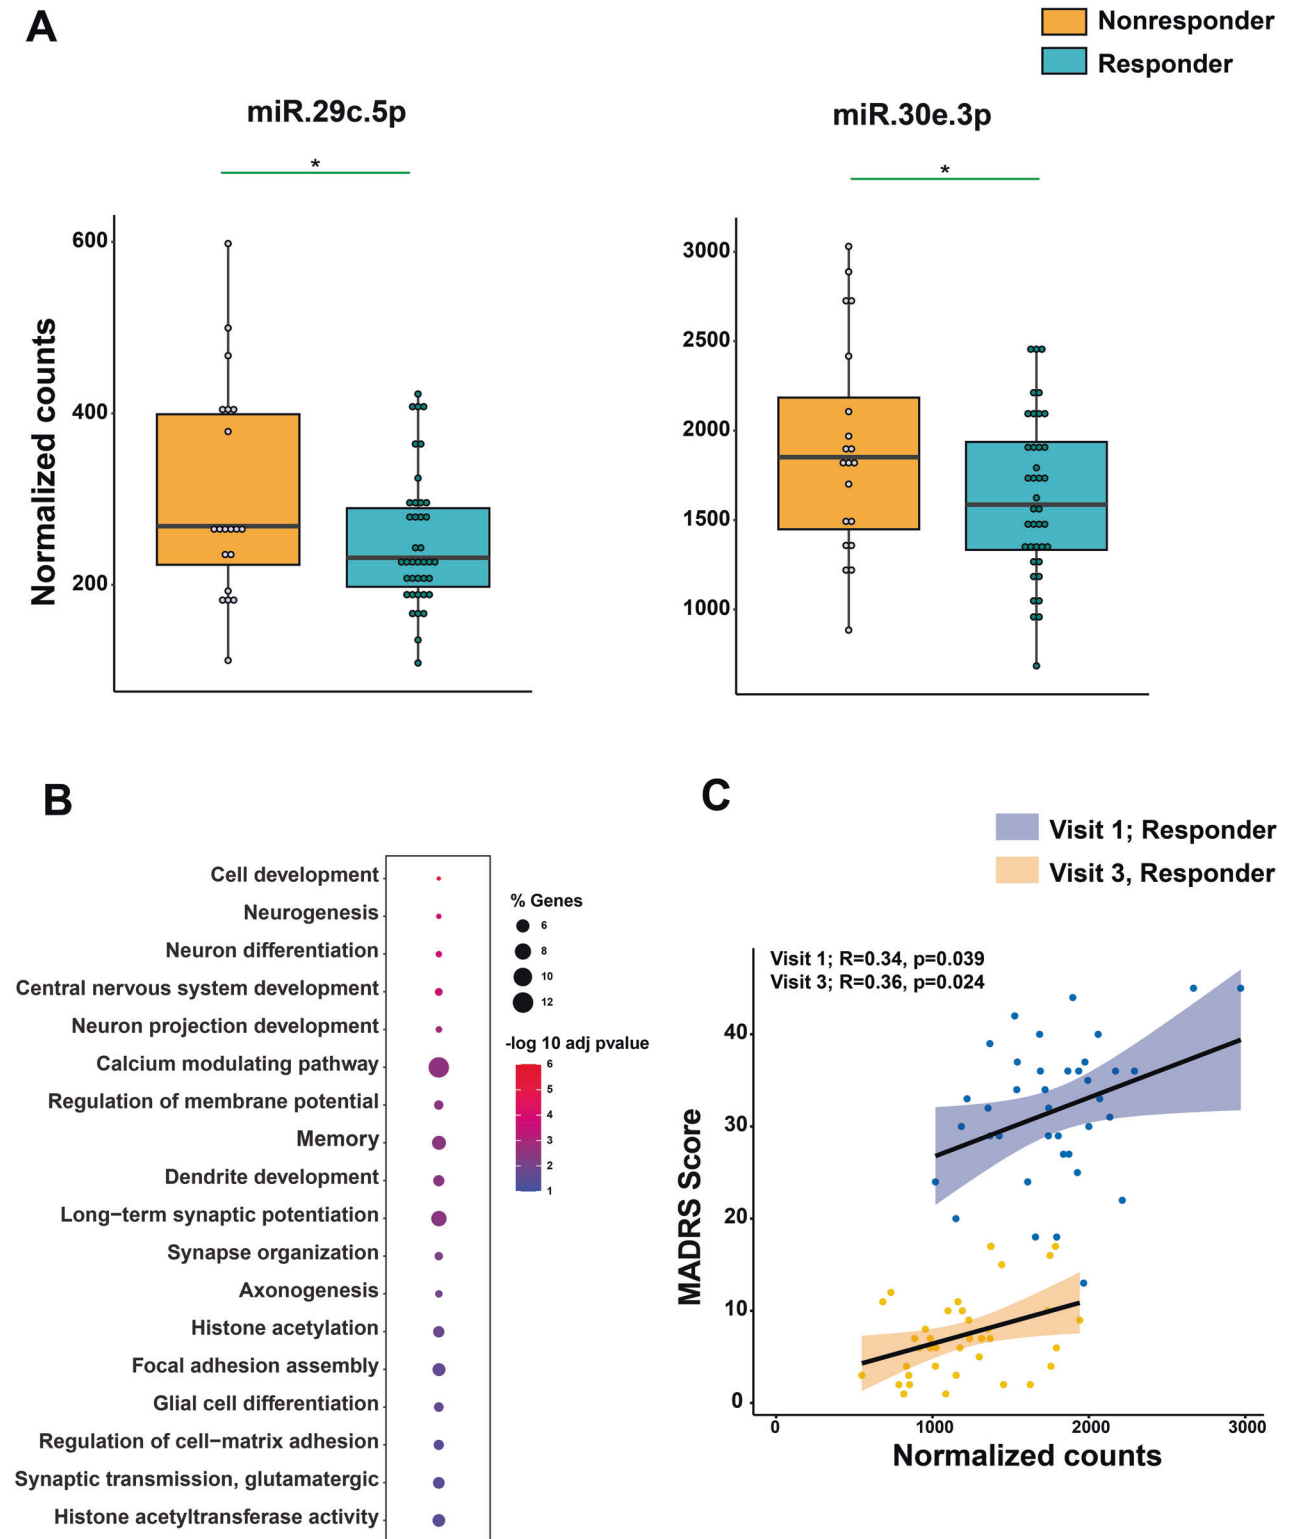 A
Nonresponder
Responder
miR.29c.5p
miR.30e.3p
*
*
Normalized counts
600
400
200
3000
2500
2000
1500
1000
B
Cell development
Neurogenesis
Neuron differentiation
Central nervous system development
Neuron projection development
Calcium modulating pathway
Regulation of membrane potential
Memory
Dendrite development
Long−term synaptic potentiation
Synapse organization
Axonogenesis
Histone acetylation
Focal adhesion assembly
Glial cell differentiation
Regulation of cell−matrix adhesion
Synaptic transmission, glutamatergic
Histone acetyltransferase activity
% Genes
6
8
10
12
-log 10 adj pvalue
6
5
4
3
2
1
C
Visit 1; Responder
Visit 3, Responder
Visit 1; R=0.34, p=0.039
Visit 3; R=0.36, p=0.024
MADRS Score
40
30
20
10
0
0
1000
2000
3000
Normalized counts